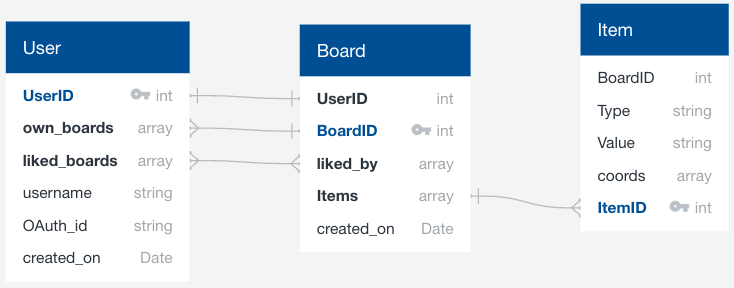 User
UserID int
own_boards array
liked_boards array
username string
OAuth_id string
created_on Date
Board
UserID int
BoardID int
liked_by array
Items array
created_on Date
Item
BoardID int
Type string
Value string
coords array
ItemID int